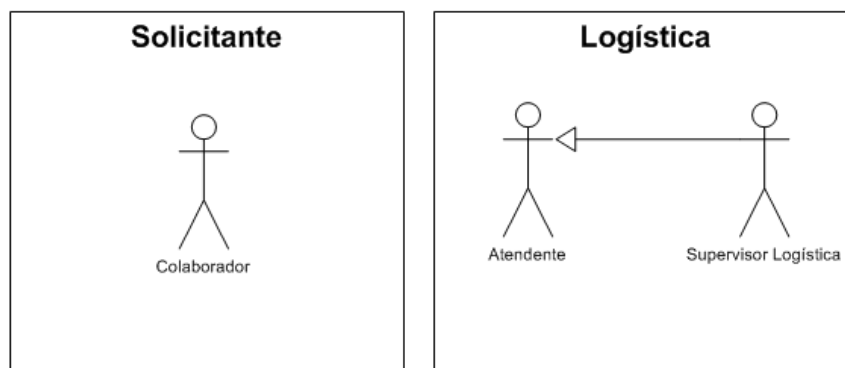 Solicitante
Colaborador
Logística
Atendente
Supervisor Logística